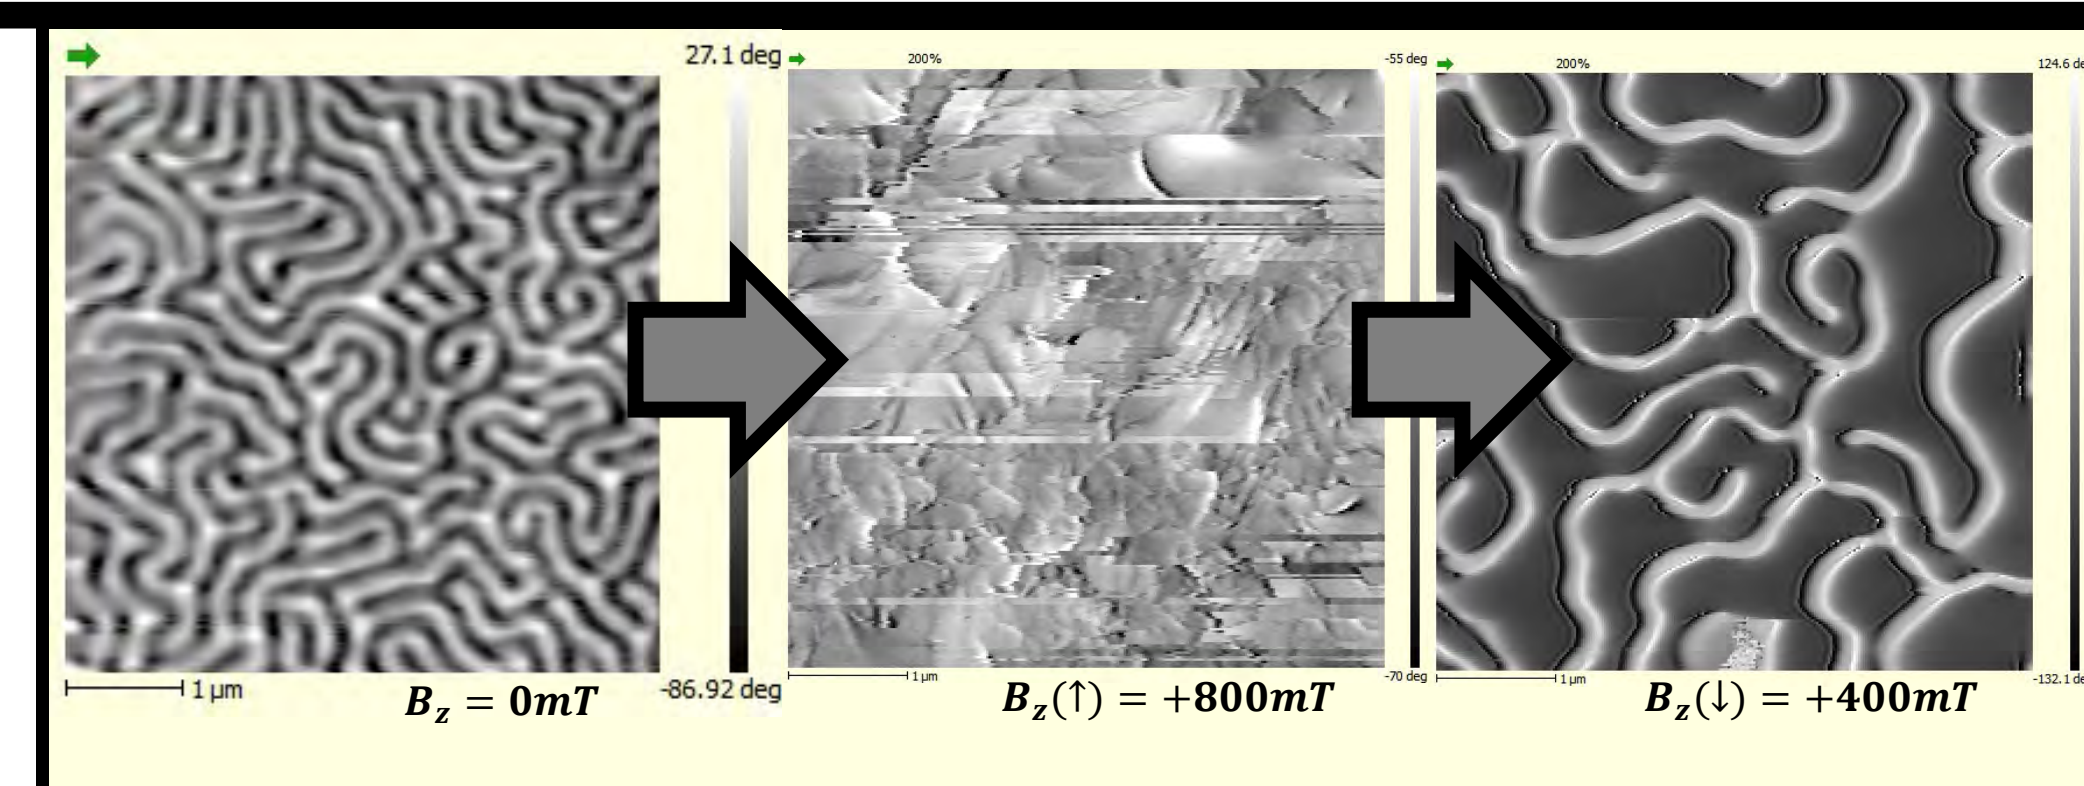 27.1 deg
-86.92 deg
1 µm
B_z = 0mT
200%
-55 deg
-70 deg
1 µm
B_z(↑) = +800mT
200%
124.6 de
-132.1 de
1 µm
B_z(↓) = +400mT